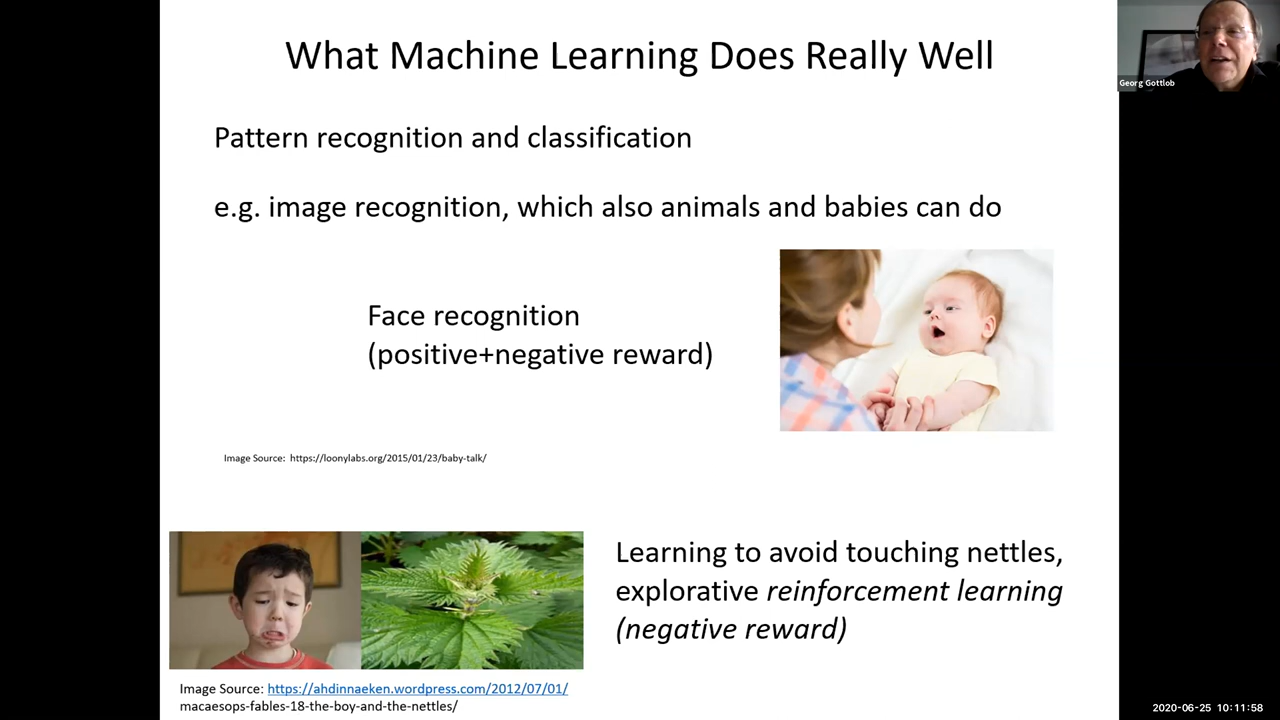 What Machine Learning Does Really Well
Georg Gottlob
Pattern recognition and classification
e.g. image recognition, which also animals and babies can do
Face recognition
(positive+negative reward)
Image Source: https://loonylabs.org/2015/01/23/baby-talk/
Learning to avoid touching nettles,
explorative reinforcement learning
(negative reward)
Image Source: https://ahdinnaeken.wordpress.com/2012/07/01/
macaesops-fables-18-the-boy-and-the-nettles/
2020-06-25 10:11:58